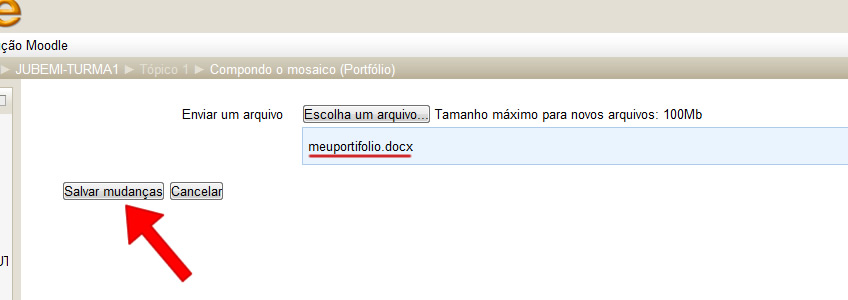 e
ção Moodle
► JUBEMI-TURMA1 ► Tópico 1 ► Compondo o mosaico (Portfólio)
Enviar um arquivo Escolha um arquivo... Tamanho máximo para novos arquivos: 100Mb
meuportifolio.docx
Salvar mudanças Cancelar
UT